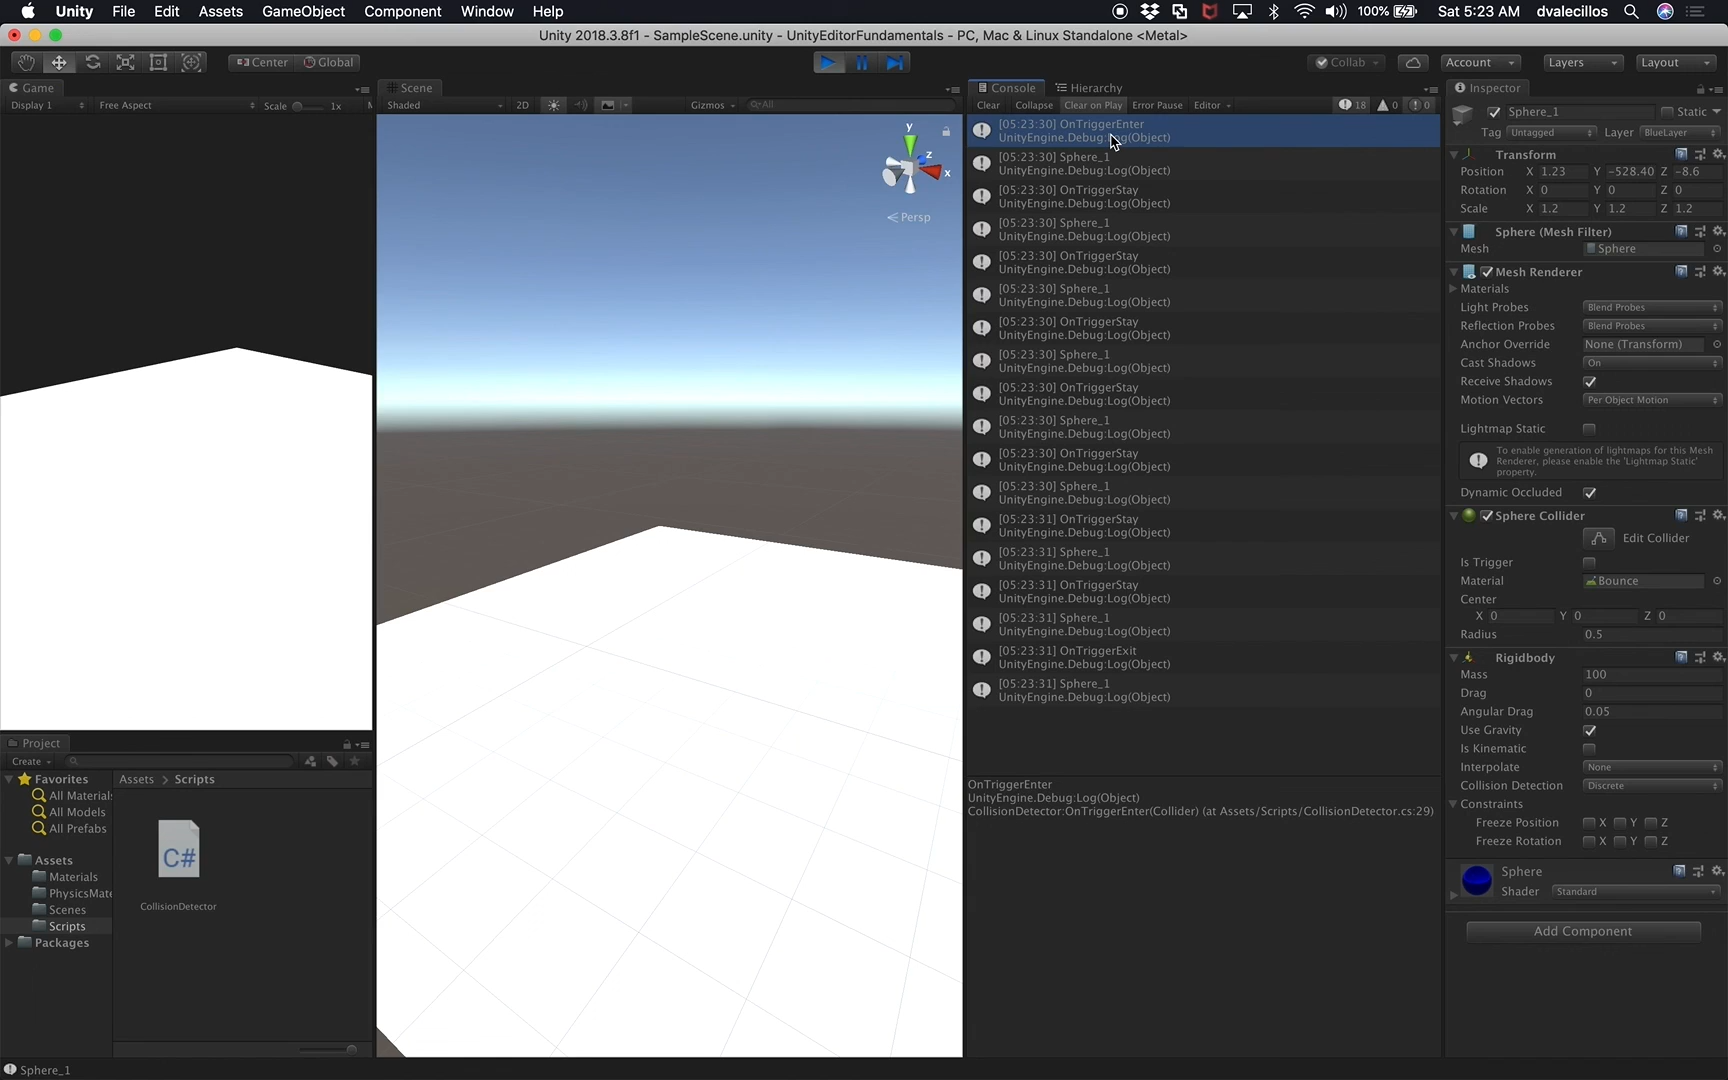 Unity File Edit Assets GameObject Component Window Help 100% Sat 5:23 AM dvalecillos
Unity 2018.3.8f1 - SampleScene.unity - UnityEditorFundamentals - PC, Mac & Linux Standalone <Metal>
Center Global Collab Account Layers Layout
Game
Display 1 Free Aspect Scale 1x M
Scene
Shaded 2D Gizmos All
y
z
x
Persp
Console Hierarchy
Clear Collapse Clear on Play Error Pause Editor 18 0 0
[05:23:30] OnTriggerEnter
UnityEngine.Debug:Log(Object)
[05:23:30] Sphere_1
UnityEngine.Debug:Log(Object)
[05:23:30] OnTriggerStay
UnityEngine.Debug:Log(Object)
[05:23:30] Sphere_1
UnityEngine.Debug:Log(Object)
[05:23:30] OnTriggerStay
UnityEngine.Debug:Log(Object)
[05:23:30] Sphere_1
UnityEngine.Debug:Log(Object)
[05:23:30] OnTriggerStay
UnityEngine.Debug:Log(Object)
[05:23:30] Sphere_1
UnityEngine.Debug:Log(Object)
[05:23:30] OnTriggerStay
UnityEngine.Debug:Log(Object)
[05:23:30] Sphere_1
UnityEngine.Debug:Log(Object)
[05:23:30] OnTriggerStay
UnityEngine.Debug:Log(Object)
[05:23:30] Sphere_1
UnityEngine.Debug:Log(Object)
[05:23:31] OnTriggerStay
UnityEngine.Debug:Log(Object)
[05:23:31] Sphere_1
UnityEngine.Debug:Log(Object)
[05:23:31] OnTriggerStay
UnityEngine.Debug:Log(Object)
[05:23:31] Sphere_1
UnityEngine.Debug:Log(Object)
[05:23:31] OnTriggerExit
UnityEngine.Debug:Log(Object)
[05:23:31] Sphere_1
UnityEngine.Debug:Log(Object)
OnTriggerEnter
UnityEngine.Debug:Log(Object)
CollisionDetector:OnTriggerEnter(Collider) (at Assets/Scripts/CollisionDetector.cs:29)
Inspector
Sphere_1 Static
Tag Untagged Layer BlueLayer
Transform
Position X 1.23 Y -528.40 Z -8.6
Rotation X 0 Y 0 Z 0
Scale X 1.2 Y 1.2 Z 1.2
Sphere (Mesh Filter)
Mesh Sphere
Mesh Renderer
Materials
Light Probes Blend Probes
Reflection Probes Blend Probes
Anchor Override None (Transform)
Cast Shadows On
Receive Shadows
Motion Vectors Per Object Motion
Lightmap Static
To enable generation of lightmaps for this Mesh
Renderer, please enable the 'Lightmap Static'
property.
Dynamic Occluded
Sphere Collider
Edit Collider
Is Trigger
Material Bounce
Center
X 0 Y 0 Z 0
Radius 0.5
Rigidbody
Mass 100
Drag 0
Angular Drag 0.05
Use Gravity
Is Kinematic
Interpolate None
Collision Detection Discrete
Constraints
Freeze Position X Y Z
Freeze Rotation X Y Z
Sphere
Shader Standard
Add Component
Project
Create
Favorites
All Materials
All Models
All Prefabs
Assets
Materials
PhysicsMate
Scenes
Scripts
Packages
Assets > Scripts
C#
CollisionDetector
Sphere_1